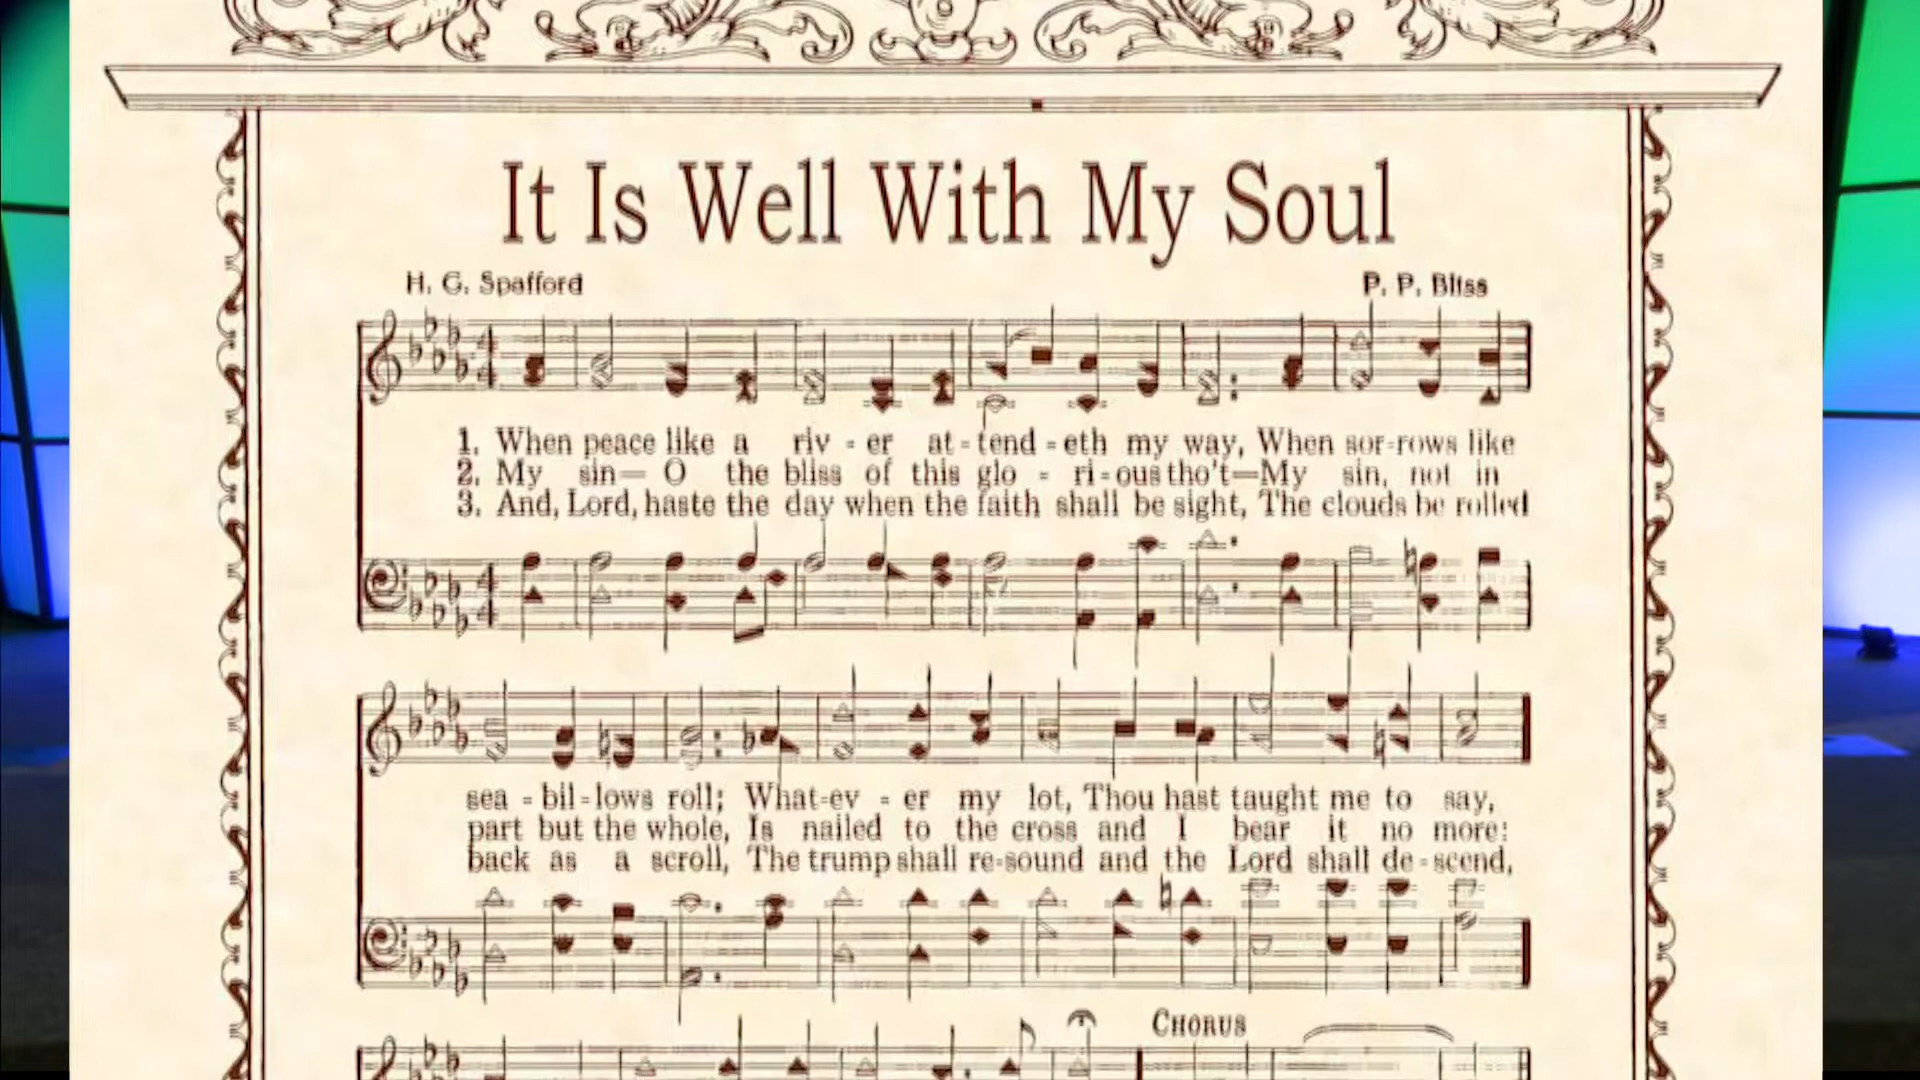 It Is Well With My Soul
H. G. Spafford P. P. Bliss
1. When peace like a riv - er at - tend - eth my way, When sor - rows like
2. My sin— O the bliss of this glo - ri - ous tho't—My sin, not in
3. And, Lord, haste the day when the faith shall be sight, The clouds be rolled
sea - bil - lows roll; What-ev - er my lot, Thou hast taught me to say,
part but the whole, Is nailed to the cross and I bear it no more:
back as a scroll, The trump shall re-sound and the Lord shall de - scend,
CHORUS